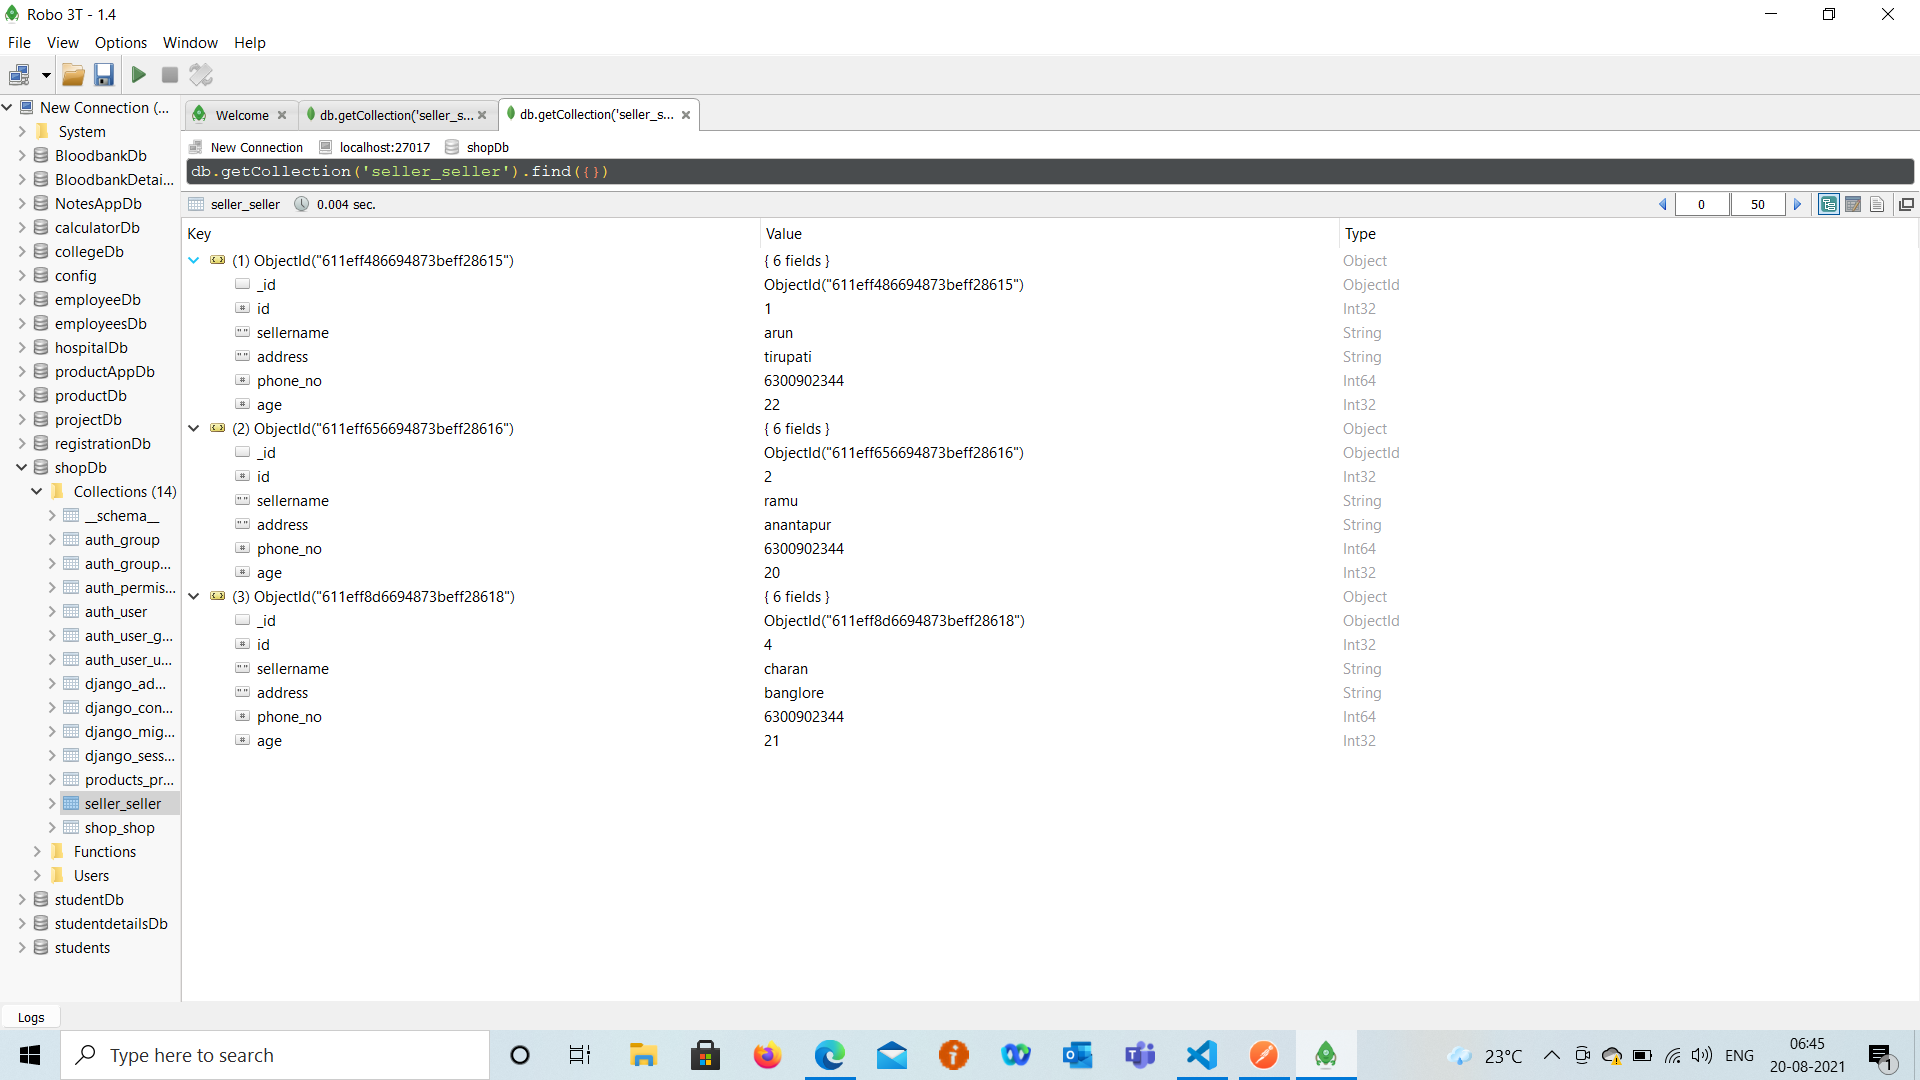 Robo 3T - 1.4
File View Options Window Help
New Connection (...
System
BloodbankDb
BloodbankDetai...
NotesAppDb
calculatorDb
collegeDb
config
employeeDb
employeesDb
hospitalDb
productAppDb
productDb
projectDb
registrationDb
shopDb
Collections (14)
__schema__
auth_group
auth_group...
auth_permis...
auth_user
auth_user_g...
auth_user_u...
django_ad...
django_con...
django_mig...
django_sess...
products_pr...
seller_seller
shop_shop
Functions
Users
studentDb
studentdetailsDb
students
Welcome db.getCollection('seller_s... db.getCollection('seller_s...
New Connection localhost:27017 shopDb
db.getCollection('seller_seller').find({})
seller_seller 0.004 sec. 0 50
Key Value Type
(1) ObjectId("611eff486694873beff28615") { 6 fields } Object
_id ObjectId("611eff486694873beff28615") ObjectId
id 1 Int32
sellername arun String
address tirupati String
phone_no 6300902344 Int64
age 22 Int32
(2) ObjectId("611eff656694873beff28616") { 6 fields } Object
_id ObjectId("611eff656694873beff28616") ObjectId
id 2 Int32
sellername ramu String
address anantapur String
phone_no 6300902344 Int64
age 20 Int32
(3) ObjectId("611eff8d6694873beff28618") { 6 fields } Object
_id ObjectId("611eff8d6694873beff28618") ObjectId
id 4 Int32
sellername charan String
address banglore String
phone_no 6300902344 Int64
age 21 Int32
Logs
Type here to search
23°C ENG
06:45
20-08-2021
1